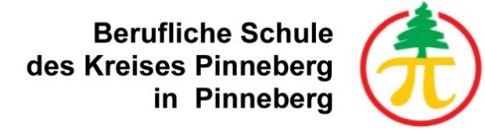 Berufliche Schule
des Kreises Pinneberg
in Pinneberg
π